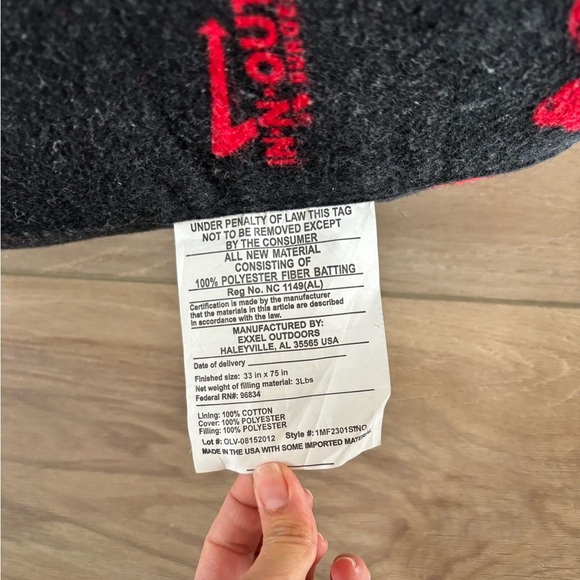 IN-N-OUT
UNDER PENALTY OF LAW THIS TAG
NOT TO BE REMOVED EXCEPT
BY THE CONSUMER
ALL NEW MATERIAL
CONSISTING OF
100% POLYESTER FIBER BATTING
Reg No. NC 1149(AL)
Certification is made by the manufacturer
that the materials in this article are described
in accordance with the law.
MANUFACTURED BY:
EXXEL OUTDOORS
HALEYVILLE, AL 35565 USA
Date of delivery
Finished size: 33 in x 75 in
Net weight of filling material: 3Lbs
Federal RN#: 96834
Lining: 100% COTTON
Cover: 100% POLYESTER
Filling: 100% POLYESTER
Lot #: OLV-08152012 Style #: 1MF2301SINO
MADE IN THE USA WITH SOME IMPORTED MATERIAL